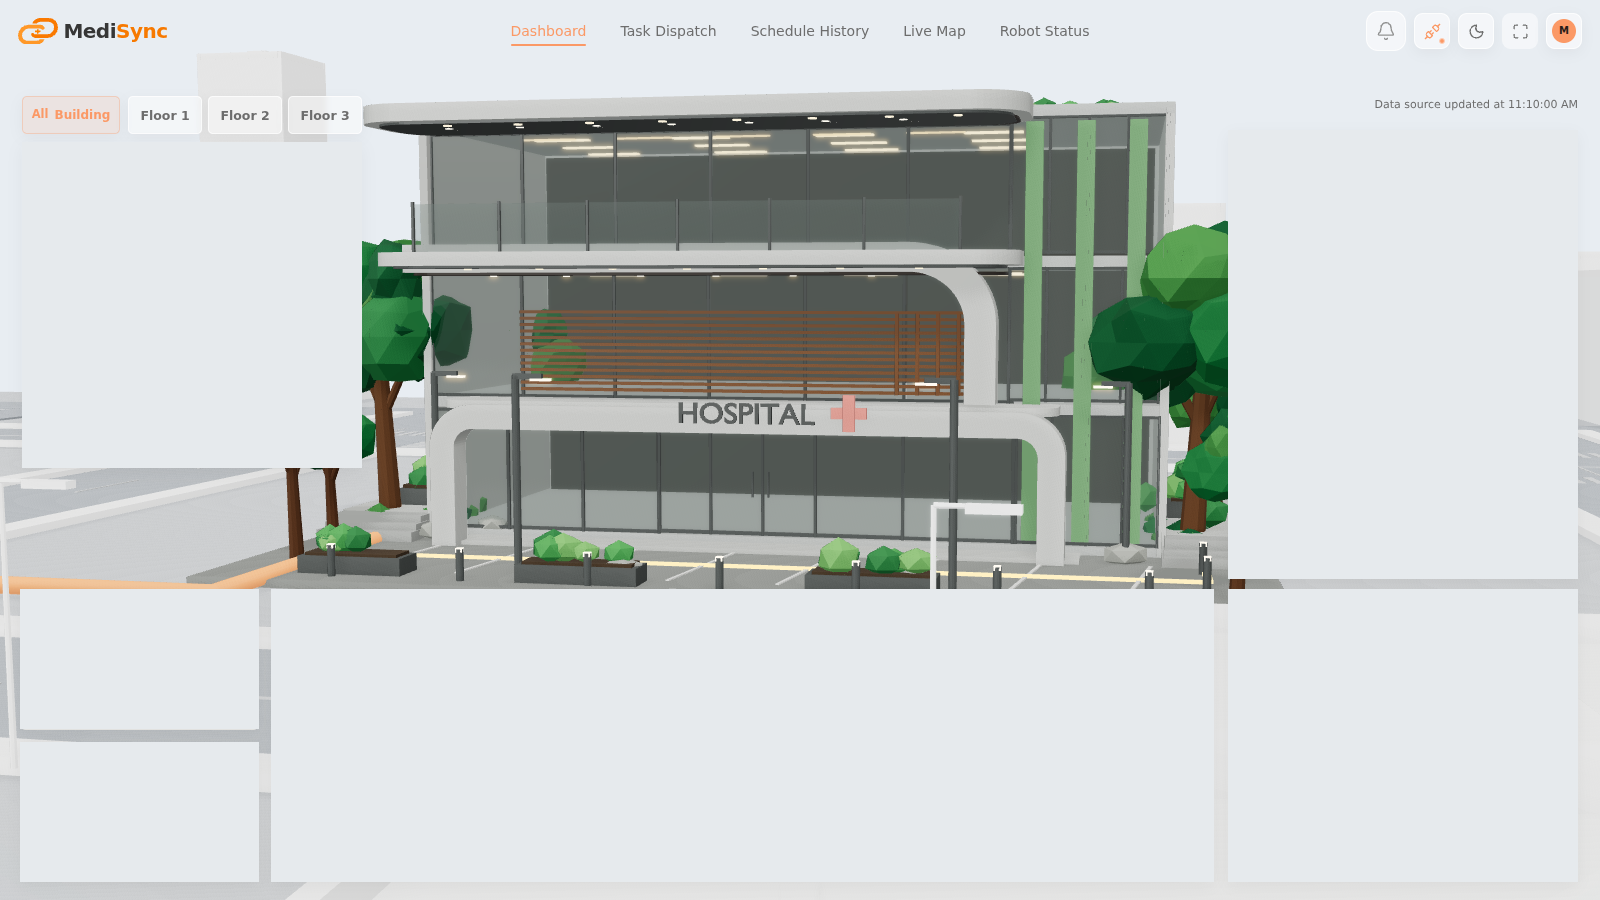 MediSync
Dashboard
Task Dispatch
Schedule History
Live Map
Robot Status
M
All Building
Floor 1
Floor 2
Floor 3
Data source updated at 11:10:00 AM
HOSPITAL